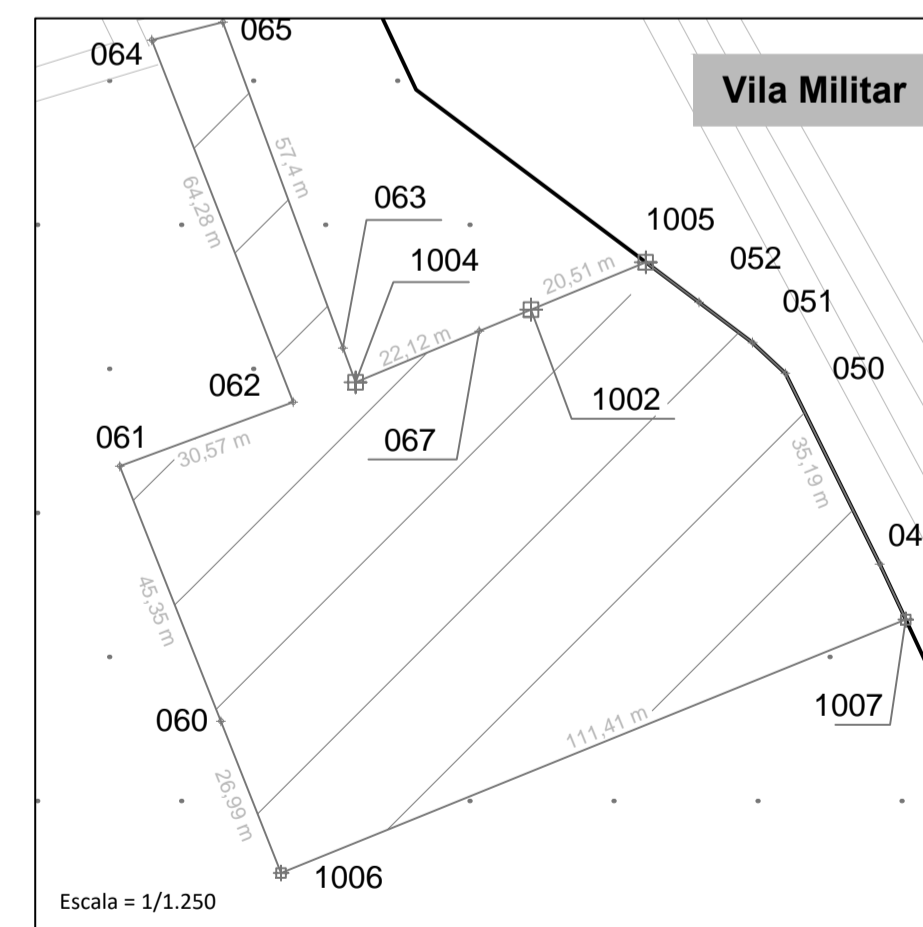 065
064
Vila Militar
57,4 m
64,28 m
063
1005
1004
052
20,51 m
051
22,12 m
062
050
1002
061
067
30,57 m
35,19 m
04
45,35 m
060
1007
111,41 m
26,99 m
1006
Escala = 1/1.250